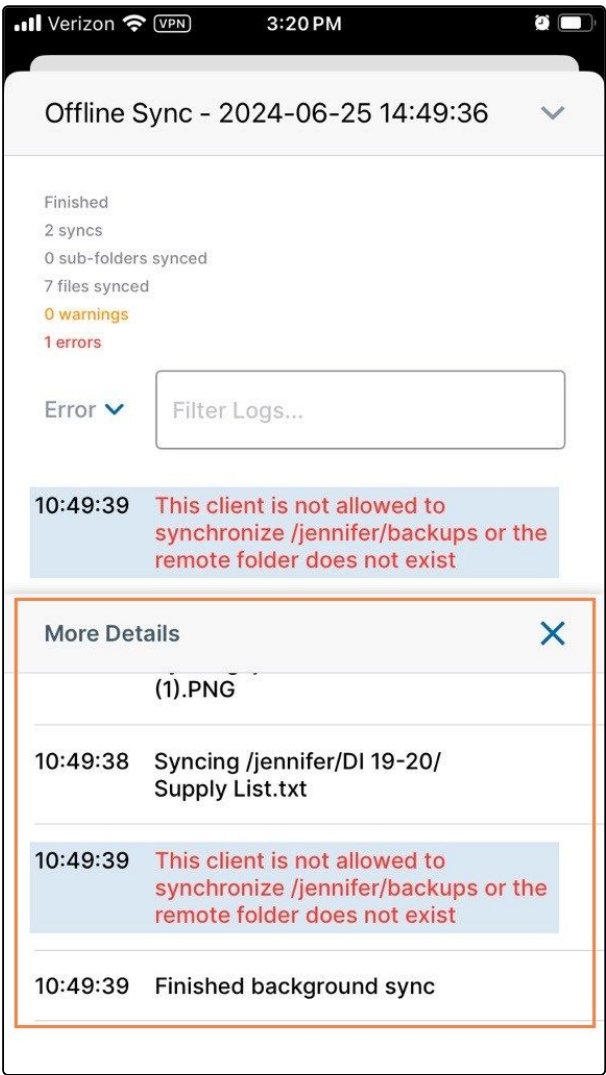 Verizon VPN 3:20 PM
Offline Sync - 2024-06-25 14:49:36
Finished
2 syncs
0 sub-folders synced
7 files synced
0 warnings
1 errors
Error Filter Logs...
10:49:39 This client is not allowed to
synchronize /jennifer/backups or the
remote folder does not exist
More Details
(1).PNG
10:49:38 Syncing /jennifer/DI 19-20/
Supply List.txt
10:49:39 This client is not allowed to
synchronize /jennifer/backups or the
remote folder does not exist
10:49:39 Finished background sync